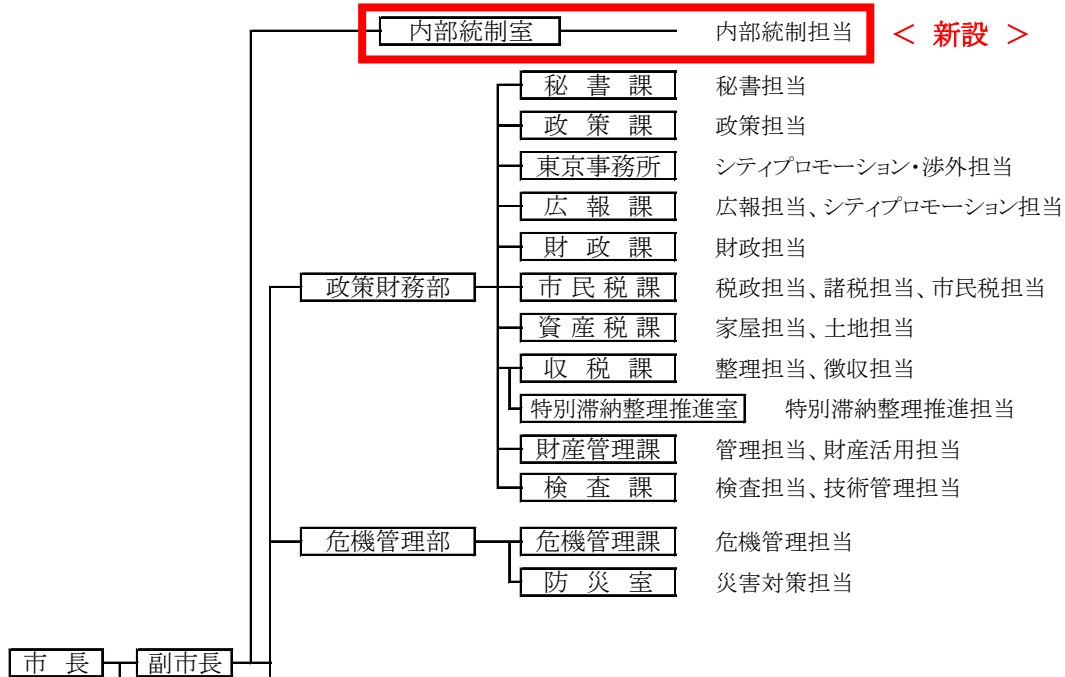 内部統制室 内部統制担当 < 新設 >
秘書課 秘書担当
政策課 政策担当
東京事務所 シティプロモーション・渉外担当
広報課 広報担当、シティプロモーション担当
財政課 財政担当
政策財務部 市民税課 税政担当、諸税担当、市民税担当
資産税課 家屋担当、土地担当
収税課 整理担当、徴収担当
特別滞納整理推進室 特別滞納整理推進担当
財産管理課 管理担当、財産活用担当
検査課 検査担当、技術管理担当
危機管理部 危機管理課 危機管理担当
防災室 災害対策担当
市長 副市長